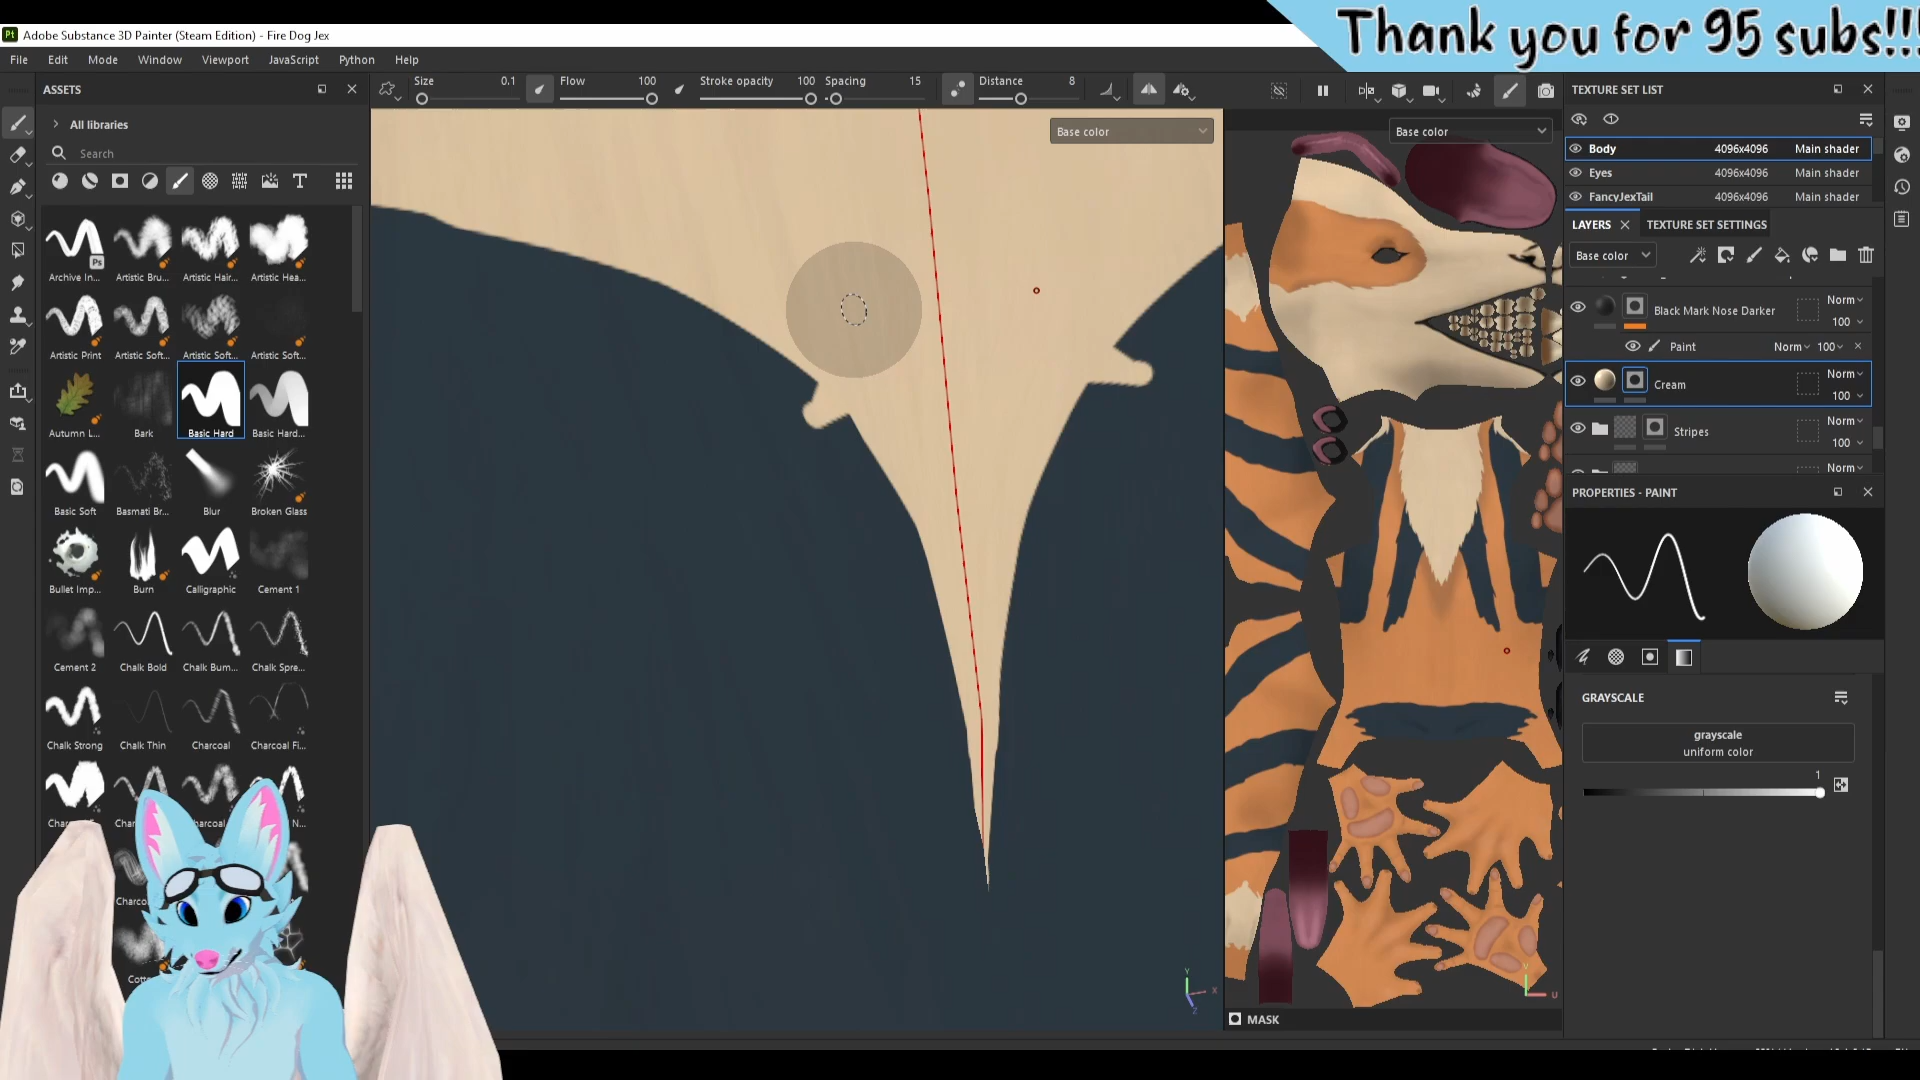 Thank you for 95 subs!!!
Pt Adobe Substance 3D Painter (Steam Edition) - Fire Dog Jex
File Edit Mode Window Viewport JavaScript Python Help
ASSETS
Size 0.1 Flow 100 Stroke opacity 100 Spacing 15 Distance 8
All libraries
Search
Archive In... Artistic Bru... Artistic Hair... Artistic Hea...
Ps
Artistic Print Artistic Soft... Artistic Soft... Artistic Soft...
Autumn L... Bark Basic Hard Basic Hard...
Basic Soft Basmati Br... Blur Broken Glass
Bullet Imp... Burn Calligraphic Cement 1
Cement 2 Chalk Bold Chalk Bum... Chalk Spre...
Chalk Strong Chalk Thin Charcoal Charcoal Fi...
Base color
Base color
Y
X
Z
U
MASK
TEXTURE SET LIST
Body 4096x4096 Main shader
Eyes 4096x4096 Main shader
FancyJexTail 4096x4096 Main shader
LAYERS TEXTURE SET SETTINGS
Base color
Black Mark Nose Darker Norm 100
Paint Norm 100
Cream Norm 100
Stripes Norm 100
Norm
PROPERTIES - PAINT
GRAYSCALE
grayscale
uniform color
1